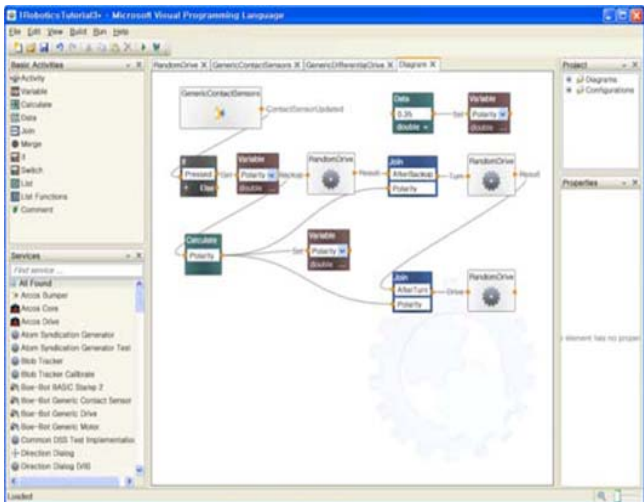 1RoboticsTutorial3* - Microsoft Visual Programming Language
File Edit View Build Run Help
Basic Activities
Activity
Variable
Calculate
Data
Join
Merge
If
Switch
List
List Functions
Comment
Services
Find service ...
All Found
Arcos Bumper
Arcos Core
Arcos Drive
Atom Syndication Generator
Atom Syndication Generator Test
Blob Tracker
Blob Tracker Calibrate
Boe-Bot BASIC Stamp 2
Boe-Bot Generic Contact Sensor
Boe-Bot Generic Drive
Boe-Bot Generic Motor
Common DSS Test Implementatio
Direction Dialog
Direction Dialog (VB)
RandomDrive X GenericContactSensors X GenericDifferentialDrive X Diagram X
GenericContactSensors
ContactSensorUpdated
Data
0.35
double
Set
Variable
Polarity
double ...
If
Pressed
+ Else
Variable
Polarity
double ...
Backup
RandomDrive
Result
Join
AfterBackup
Polarity
Turn
RandomDrive
Result
Calculate
Polarity
Set
Variable
Polarity
double ...
Join
AfterTurn
Polarity
Drive
RandomDrive
Project
Diagrams
Configurations
Properties
element has no proper
Loaded